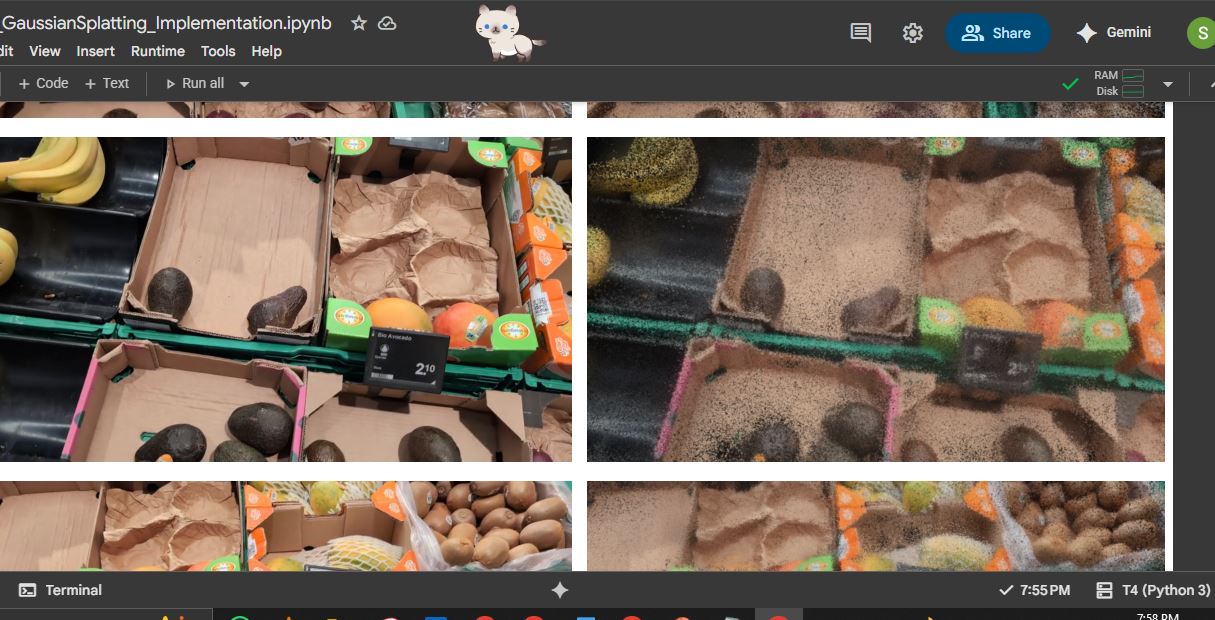 _GaussianSplatting_Implementation.ipynb
Share
Gemini
S
dit View Insert Runtime Tools Help
+ Code + Text Run all
RAM
Disk
Bio Avocado
2.10
Terminal
7:55 PM
T4 (Python 3)
7:58 PM